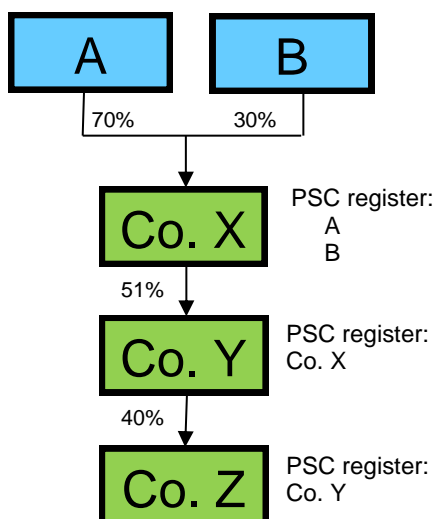 A
B
70%
30%
Co. X
PSC register:
A
B
51%
Co. Y
PSC register:
Co. X
40%
Co. Z
PSC register:
Co. Y